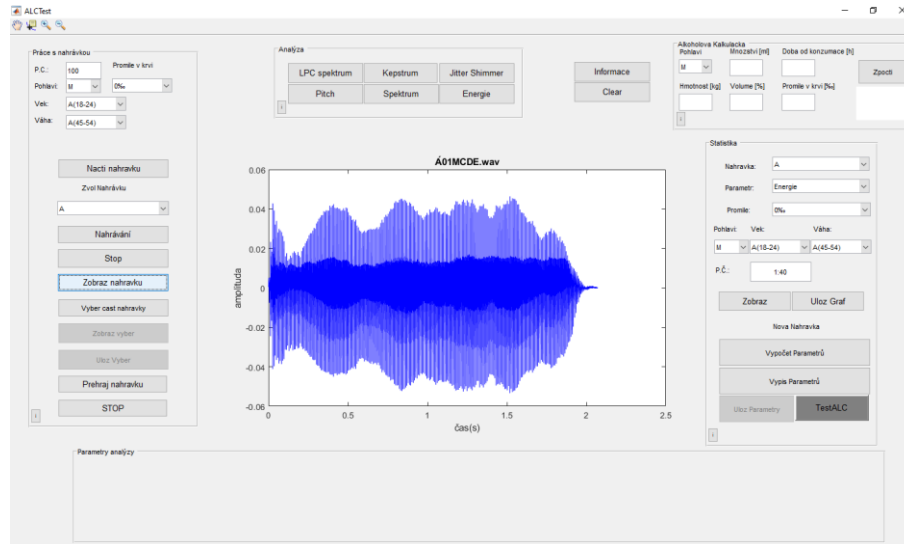 ALCTest
Práce s nahrávkou
P.C.: 100 Promile v krvi
Pohlaví: M 0‰
Vek: A(18-24)
Váha: A(45-54)
Nacti nahravku
Zvol Nahrávku
A
Nahrávání
Stop
Zobraz nahravku
Vyber cast nahravky
Zobraz vyber
Uloz Vyber
Prehraj nahravku
STOP
i
Analýza
LPC spektrum Kepstrum Jitter Shimmer
Pitch Spektrum Energie
i
Informace
Clear
Alkoholova Kalkulacka
Pohlavi Mnozstvi [ml] Doba od konzumace [h]
M
Zpocti
Hmotnost [kg] Volume [%] Promile v krvi [‰]
i
Á01MCDE.wav
0.06
0.04
0.02
0
-0.02
-0.04
-0.06
amplituda
0 0.5 1 1.5 2 2.5
čas(s)
Statistika
Nahravka: A
Parametr: Energie
Promile: 0‰
Pohlaví: Vek: Váha:
M A(18-24) A(45-54)
P.Č.: 1:40
Zobraz Uloz Graf
Nova Nahravka
Vypočet Parametrů
Vypis Parametrů
Uloz Parametry TestALC
i
Parametry analýzy